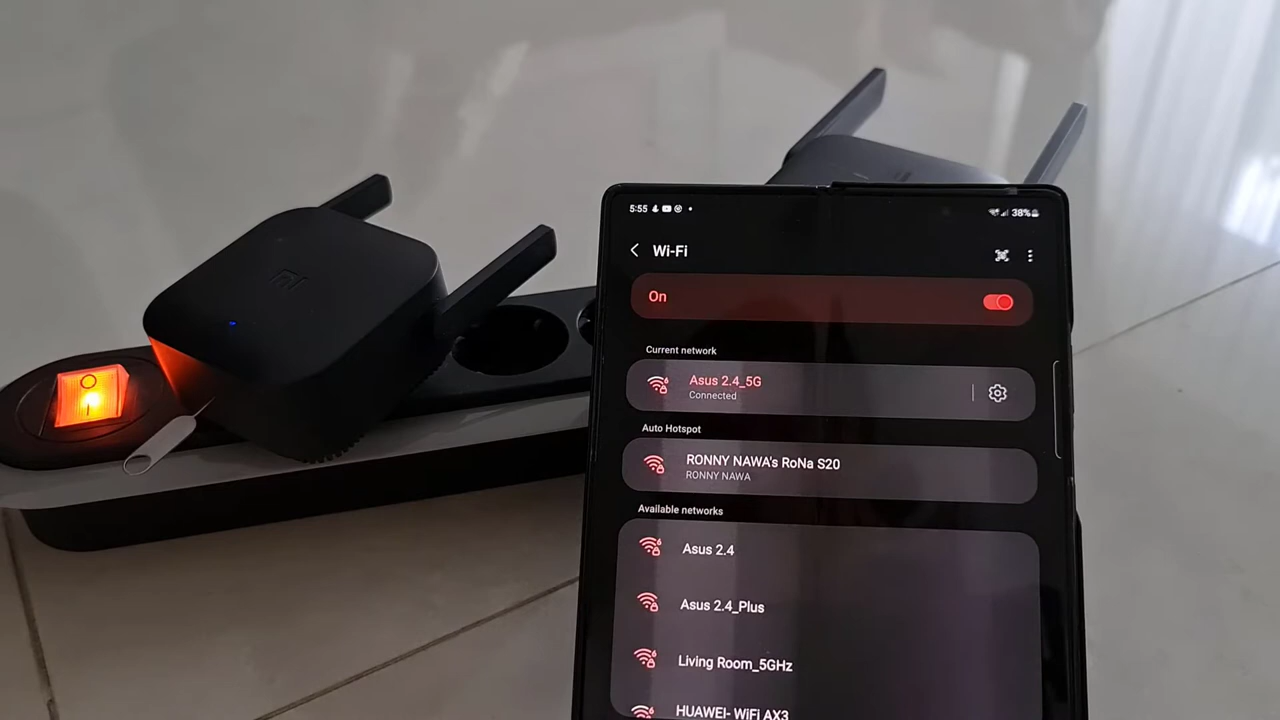 mi
5:55
38%
Wi-Fi
On
Current network
Asus 2.4_5G
Connected
Auto Hotspot
RONNY NAWA's RoNa S20
RONNY NAWA
Available networks
Asus 2.4
Asus 2.4_Plus
Living Room_5GHz
HUAWEI- WiFi AX3